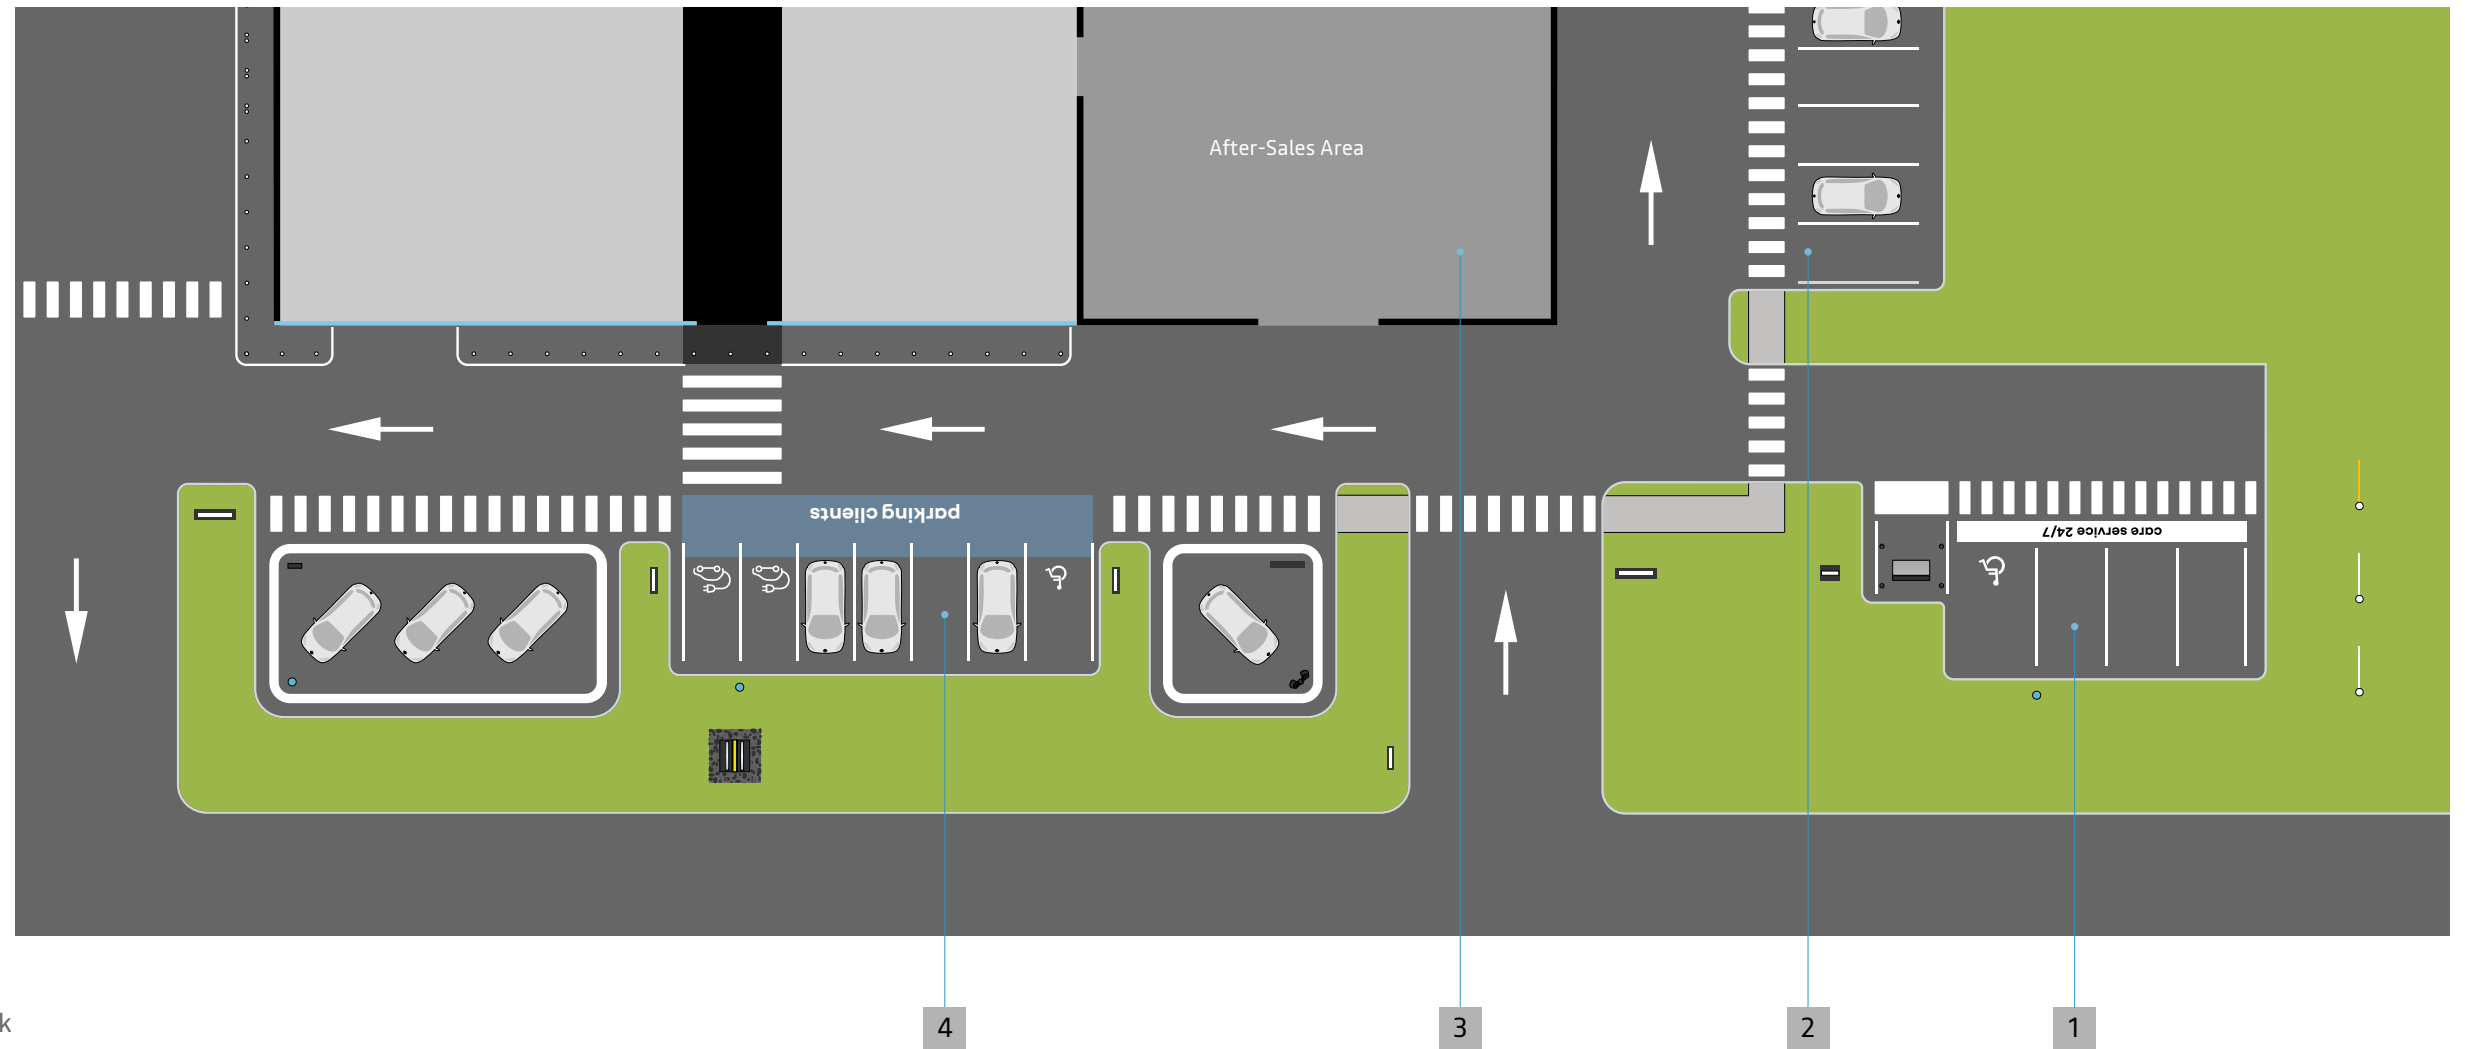 After-Sales Area
parking clients
care service 24/7
k
4
3
2
1